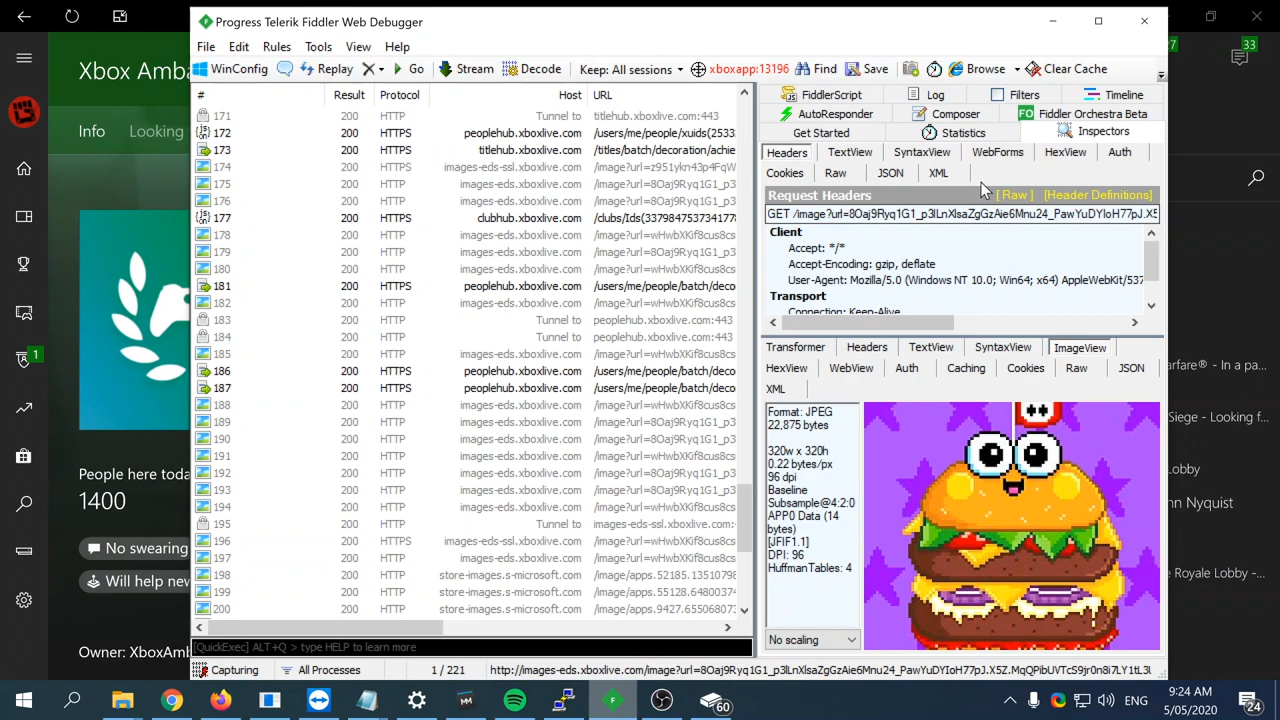 Progress Telerik Fiddler Web Debugger
File Edit Rules Tools View Help
WinConfig Replay Go Stream Decode Keep: All sessions xboxapp:13196 Find Save Browse Clear Cache
# Result Protocol Host URL
171 200 HTTP Tunnel to titlehub.xboxlive.com:443
172 200 HTTPS peoplehub.xboxlive.com /users/me/people/xuids(2533
173 200 HTTPS titlehub.xboxlive.com /titles/batch/decoration/achie
174 200 HTTPS images-eds-ssl.xboxlive.com /image?url=z951ykn43p4FqW
175 200 HTTP images-eds.xboxlive.com /image?url=8Oaj9Ryq1G1_p3
176 200 HTTP images-eds.xboxlive.com /image?url=8Oaj9Ryq1G1_p3
177 200 HTTPS clubhub.xboxlive.com /clubs/Ids(3379847537341778
178 200 HTTP images-eds.xboxlive.com /image?url=wHwbXKif8cus8cs
179 200 HTTP images-eds.xboxlive.com /image?url=8Oaj9Ryq1G1_p3
180 200 HTTP images-eds.xboxlive.com /image?url=wHwbXKif8cus8cs
181 200 HTTPS peoplehub.xboxlive.com /users/me/people/batch/deco
182 200 HTTP images-eds.xboxlive.com /image?url=wHwbXKif8cus8cs
183 200 HTTP Tunnel to peoplehub.xboxlive.com:443
184 200 HTTP Tunnel to peoplehub.xboxlive.com:443
185 200 HTTP images-eds.xboxlive.com /image?url=wHwbXKif8cus8cs
186 200 HTTPS peoplehub.xboxlive.com /users/me/people/batch/deco
187 200 HTTPS peoplehub.xboxlive.com /users/me/people/batch/deco
188 200 HTTP images-eds.xboxlive.com /image?url=wHwbXKif8cus8cs
189 200 HTTP images-eds.xboxlive.com /image?url=8Oaj9Ryq1G1_p3
190 200 HTTP images-eds.xboxlive.com /image?url=wHwbXKif8cus8cs
191 200 HTTP images-eds.xboxlive.com /image?url=wHwbXKif8cus8cs
192 200 HTTP images-eds.xboxlive.com /image?url=8Oaj9Ryq1G1_p3
193 200 HTTP images-eds.xboxlive.com /image?url=8Oaj9Ryq1G1_p3
194 200 HTTP images-eds.xboxlive.com /image?url=wHwbXKif8cus8cs
195 200 HTTP Tunnel to images-eds-ssl.xboxlive.com:
196 200 HTTPS images-eds-ssl.xboxlive.com /image?url=wHwbXKif8cus8cs
197 200 HTTP images-eds.xboxlive.com /image?url=wHwbXKif8cus8cs
198 200 HTTP store-images.s-microsoft.com /image/apps.52185.13510798
199 200 HTTP store-images.s-microsoft.com /image/apps.55128.64800374
200 200 HTTP store-images.s-microsoft.com /image/apps.9427.655068073
[QuickExec] ALT+Q > type HELP to learn more
Capturing All Processes 1 / 221 http://images-eds.xboxlive.com/image?url=8Oaj9Ryq1G1_p3lLnXlsaZgGzAie6Mnu24_PawYuDYIoH77pJ.X5Z.MqQPibUVTcS9jr0n8i7LY1tL3
FiddlerScript Log Filters Timeline
AutoResponder Composer FO Fiddler Orchestra Beta
Get Started Statistics Inspectors
Headers TextView SyntaxView WebForms HexView Auth
Cookies Raw JSON XML
Request Headers [ Raw ] [Header Definitions]
GET /image?url=8Oaj9Ryq1G1_p3lLnXlsaZgGzAie6Mnu24_PawYuDYIoH77pJ.X5
Client
Accept: */*
Accept-Encoding: gzip, deflate
User-Agent: Mozilla/5.0 (Windows NT 10.0; Win64; x64) AppleWebKit/537
Transport
Connection: Keep-Alive
Transformer Headers TextView SyntaxView ImageView
HexView WebView Auth Caching Cookies Raw JSON
XML
Format: JPEG
22,875 bytes
320w x 320h
0.22 bytes/px
96 dpi
Baseline
Subsample@4:2:0
APP0 Data (14
bytes)
[JFIF1.1]
DPI: 96
HuffmanTables: 4
No scaling
Xbox Amba
Info Looking
1
People here toda
1400
No swearing
Will help new
Owner: XboxAmb
7 33
arfare® - In a pa...
Siege - Looking f...
Lobby
hn Nyquist
e Royale Lobby -...
60
ENG
9:24 AM
5/05/2020
24